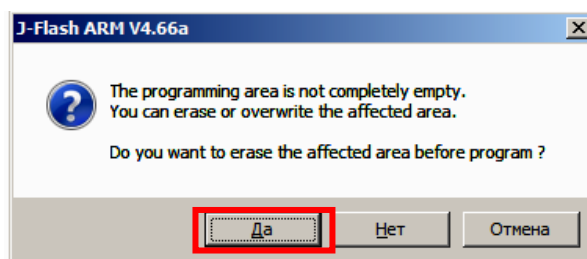 J-Flash ARM V4.66a
The programming area is not completely empty.
You can erase or overwrite the affected area.
Do you want to erase the affected area before program ?
Да
Нет
Отмена